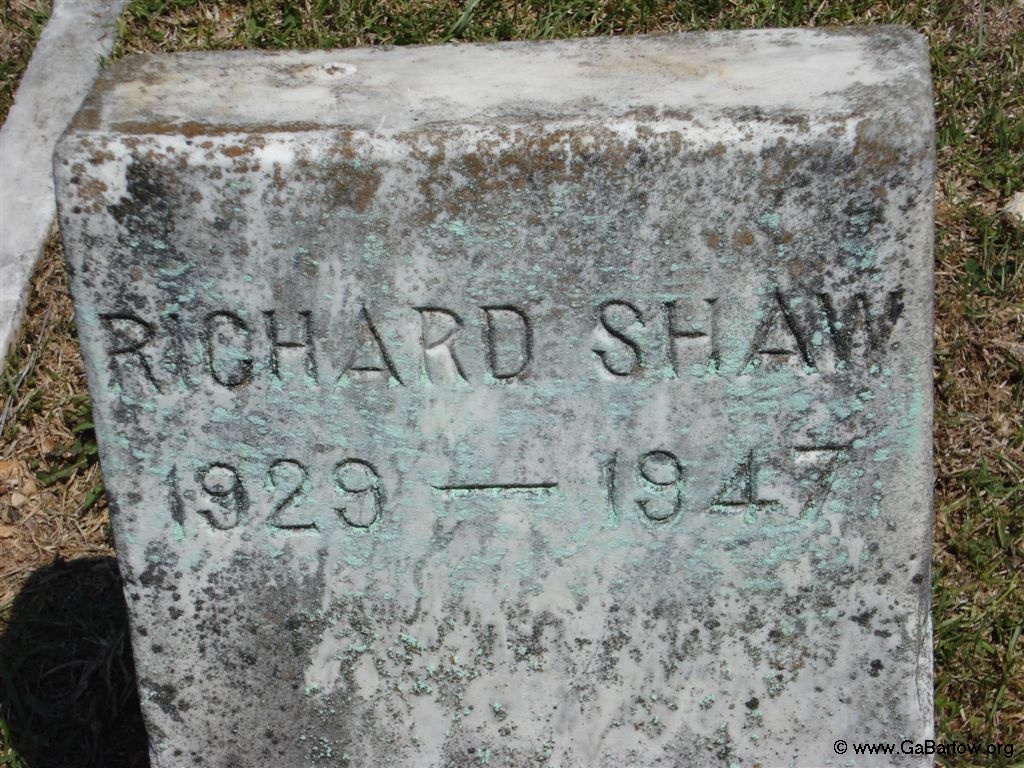 RICHARD SHAW
1929 — 1947
© www.GaBartow.org